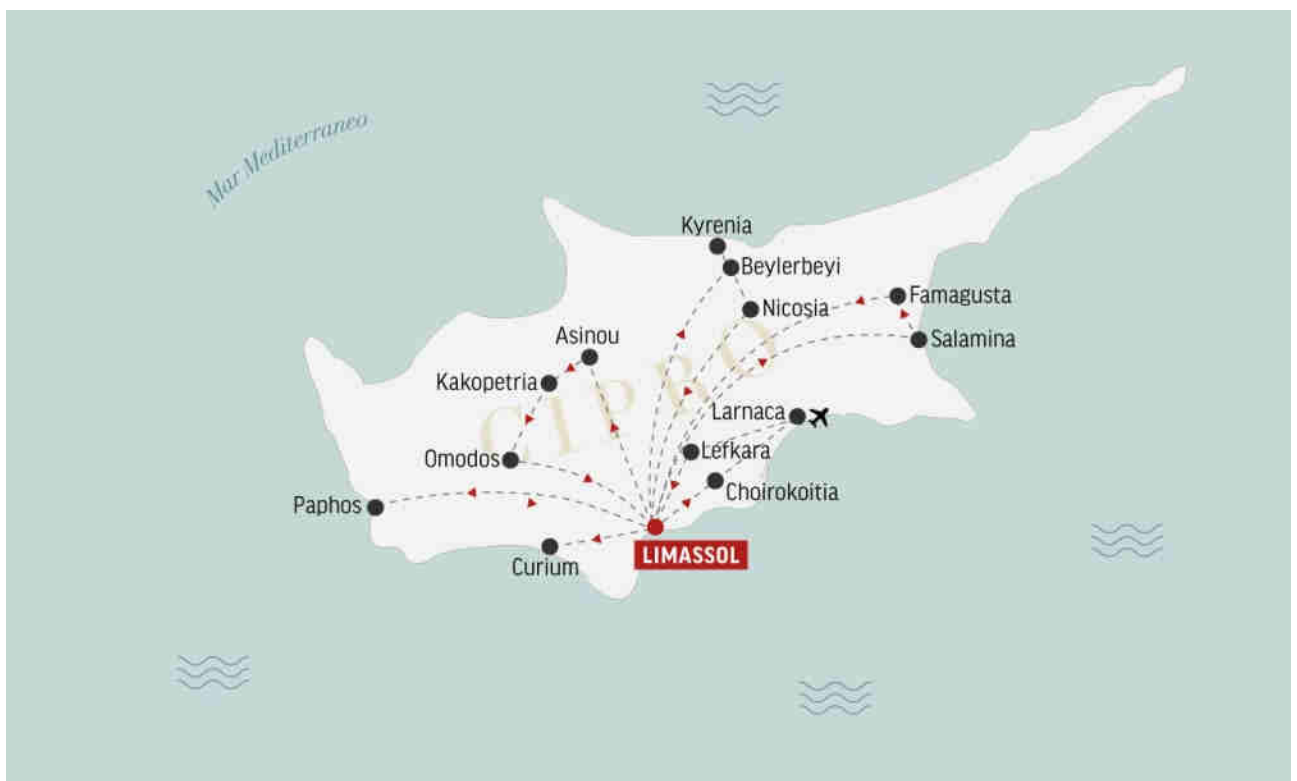 Mar Mediterraneo
Kyrenia
Beylerbeyi
Famagusta
Nicosia
Asinou
Salamina
Kakopetria
CIPRO
Larnaca
Lefkara
Omodos
Choirokoitia
Paphos
LIMASSOL
Curium